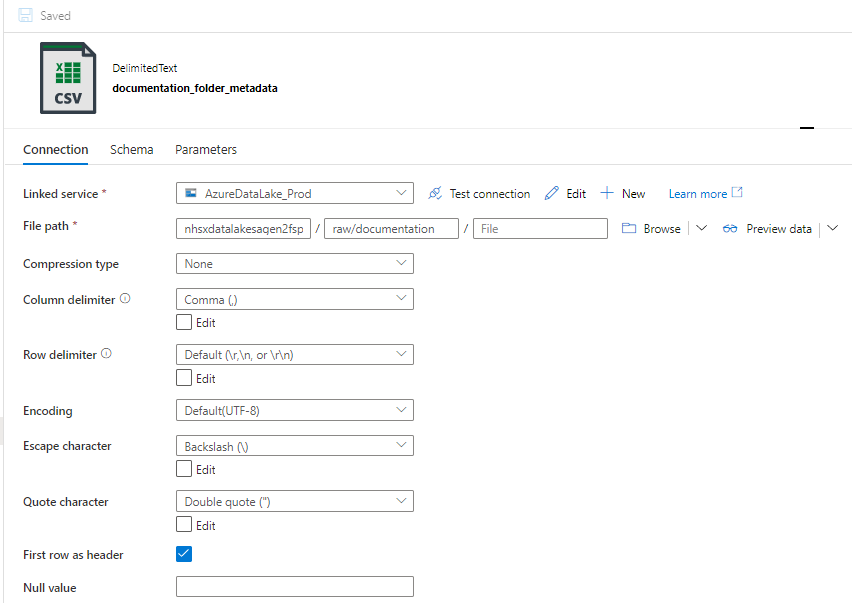 Saved
CSV
DelimitedText
documentation_folder_metadata
Connection Schema Parameters
Linked service * AzureDataLake_Prod Test connection Edit New Learn more
File path * nhsxdatalakesagen2fsp / raw/documentation / File Browse Preview data
Compression type None
Column delimiter Comma (,)
Edit
Row delimiter Default (\r,\n, or \r\n)
Edit
Encoding Default(UTF-8)
Escape character Backslash (\)
Edit
Quote character Double quote (")
Edit
First row as header
Null value